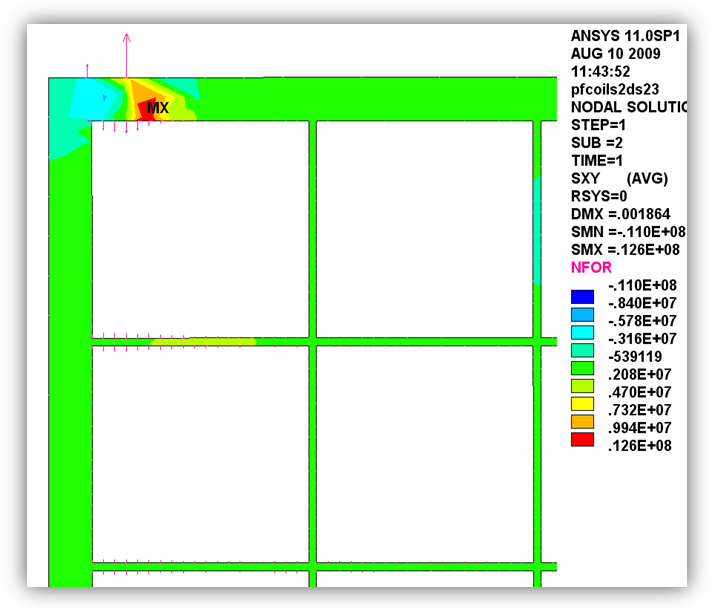 ANSYS 11.0SP1
AUG 10 2009
11:43:52
pfcoils2ds23
NODAL SOLUTIO
STEP=1
SUB =2
TIME=1
SXY (AVG)
RSYS=0
DMX =.001864
SMN =-.110E+08
SMX =.126E+08
NFOR
-.110E+08
-.840E+07
-.578E+07
-.316E+07
-539119
.208E+07
.470E+07
.732E+07
.994E+07
.126E+08
MX